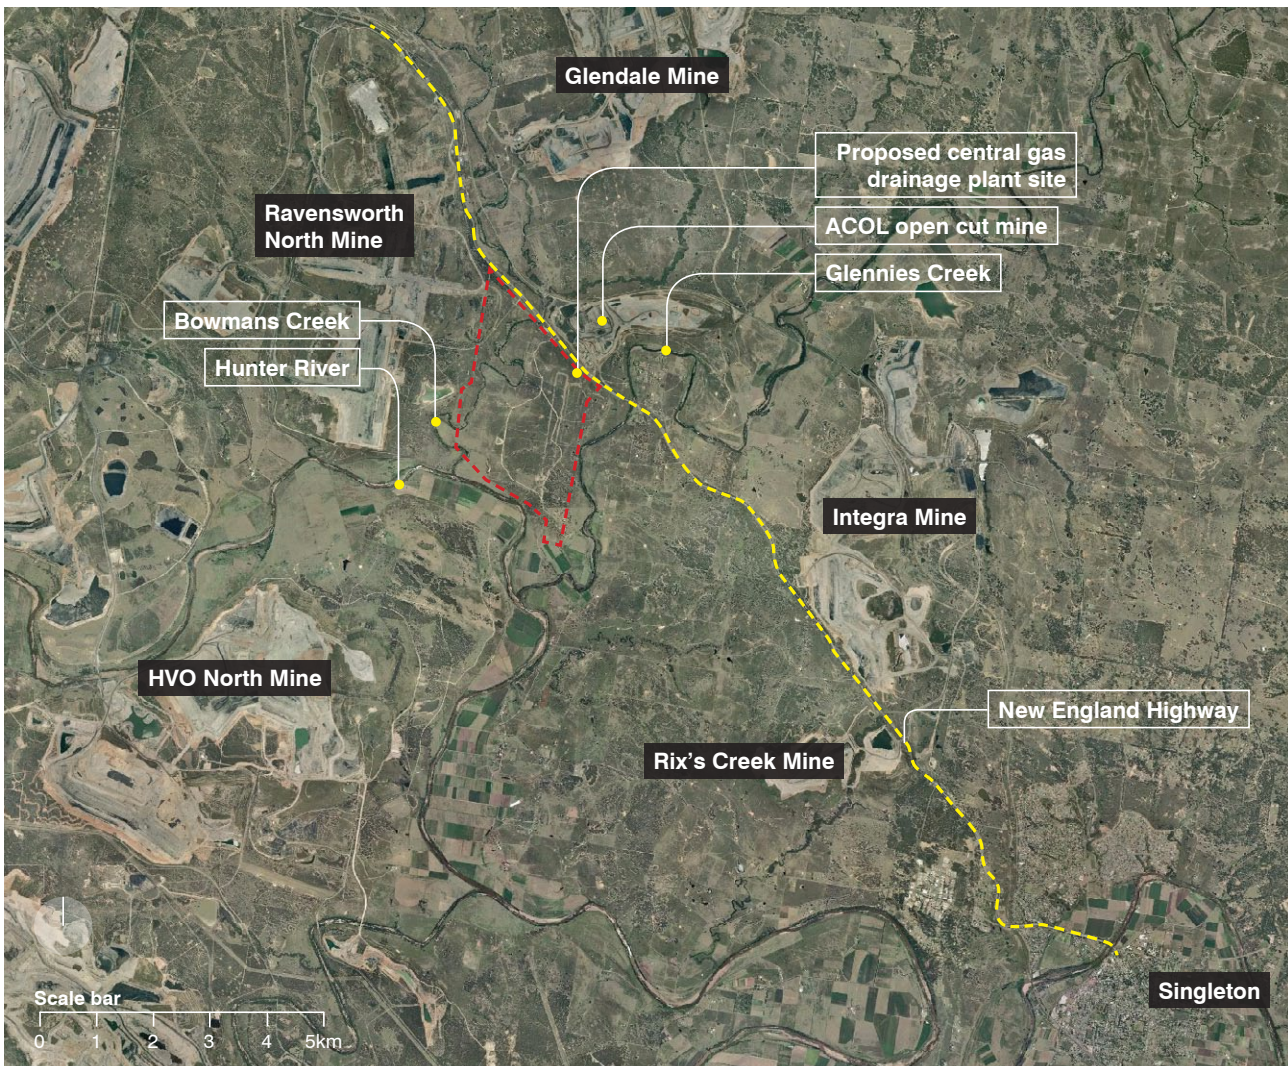 Glendale Mine
Proposed central gas
drainage plant site
Ravensworth
North Mine
ACOL open cut mine
Glennies Creek
Bowmans Creek
Hunter River
Integra Mine
HVO North Mine
New England Highway
Rix's Creek Mine
Singleton
Scale bar
0 1 2 3 4 5km